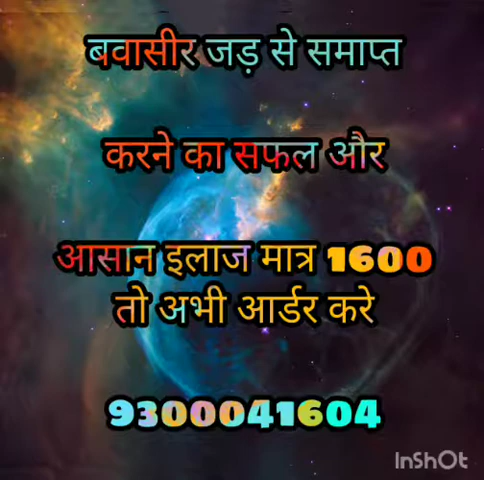 बवासीर जड़ से समाप्त
करने का सफल और
आसान इलाज मात्र 1600
तो अभी आर्डर करे
9300041604
InShOt